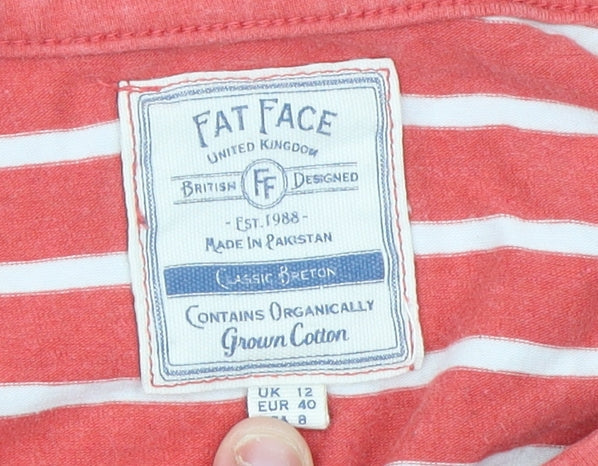 FAT FACE
UNITED KINGDOM
BRITISH FF DESIGNED
- EST. 1988 -
MADE IN PAKISTAN
CLASSIC BRETON
CONTAINS ORGANICALLY
Grown Cotton
UK 12
EUR 40
8